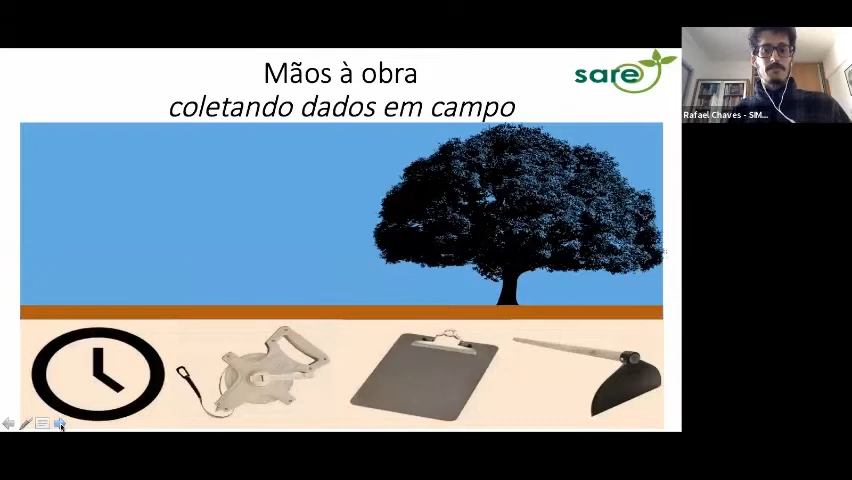 Mãos à obra
coletando dados em campo
sare
Rafael Chaves - SIM...